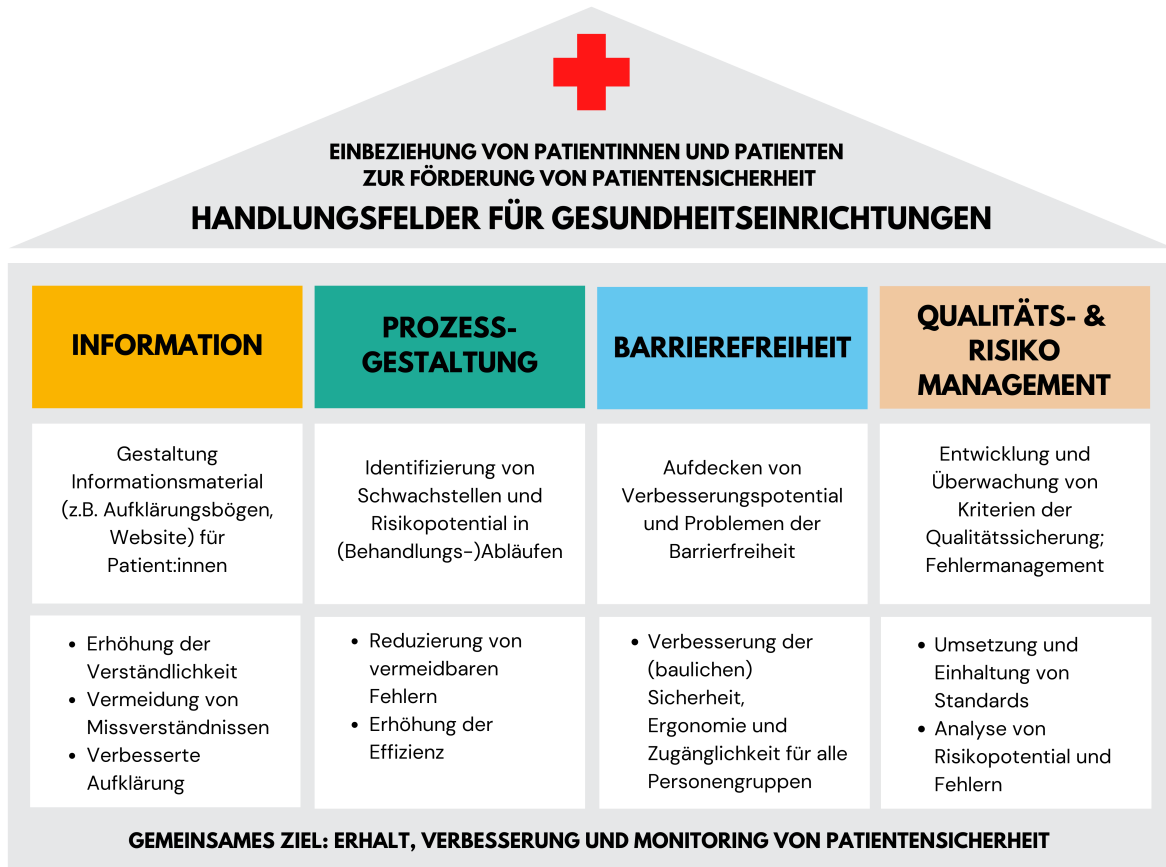 EINBEZIEHUNG VON PATIENTINNEN UND PATIENTEN
ZUR FÖRDERUNG VON PATIENTENSICHERHEIT
HANDLUNGSFELDER FÜR GESUNDHEITSEINRICHTUNGEN
INFORMATION
Gestaltung
Informationsmaterial
(z.B. Aufklärungsbögen,
Website) für
Patient:innen
• Erhöhung der
Verständlichkeit
• Vermeidung von
Missverständnissen
• Verbesserte
Aufklärung
PROZESS-
GESTALTUNG
Identifizierung von
Schwachstellen und
Risikopotential in
(Behandlungs-)Abläufen
• Reduzierung von
vermeidbaren
Fehlern
• Erhöhung der
Effizienz
BARRIEREFREIHEIT
Aufdecken von
Verbesserungspotential
und Problemen der
Barrierefreiheit
• Verbesserung der
(baulichen)
Sicherheit,
Ergonomie und
Zugänglichkeit für alle
Personengruppen
QUALITÄTS- &
RISIKO
MANAGEMENT
Entwicklung und
Überwachung von
Kriterien der
Qualitätssicherung;
Fehlermanagement
• Umsetzung und
Einhaltung von
Standards
• Analyse von
Risikopotential und
Fehlern
GEMEINSAMES ZIEL: ERHALT, VERBESSERUNG UND MONITORING VON PATIENTENSICHERHEIT